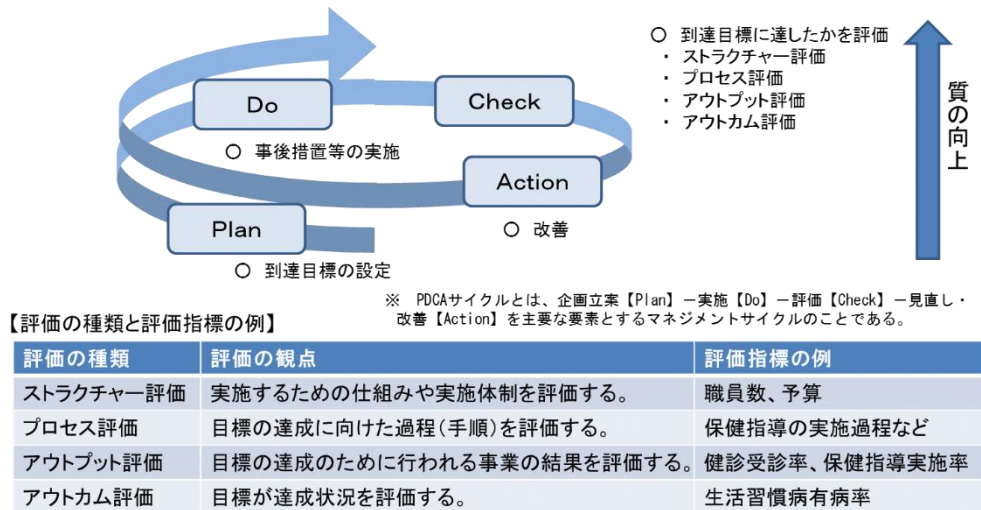 Do
Check
○ 事後措置等の実施
Action
○ 改善
Plan
○ 到達目標の設定
○ 到達目標に達したかを評価
・ ストラクチャー評価
・ プロセス評価
・ アウトプット評価
・ アウトカム評価
質の向上
※ PDCAサイクルとは、企画立案【Plan】－実施【Do】－評価【Check】－見直し・
改善【Action】を主要な要素とするマネジメントサイクルのことである。
【評価の種類と評価指標の例】
評価の種類 評価の観点 評価指標の例
ストラクチャー評価 実施するための仕組みや実施体制を評価する。 職員数、予算
プロセス評価 目標の達成に向けた過程(手順)を評価する。 保健指導の実施過程など
アウトプット評価 目標の達成のために行われる事業の結果を評価する。 健診受診率、保健指導実施率
アウトカム評価 目標が達成状況を評価する。 生活習慣病有病率